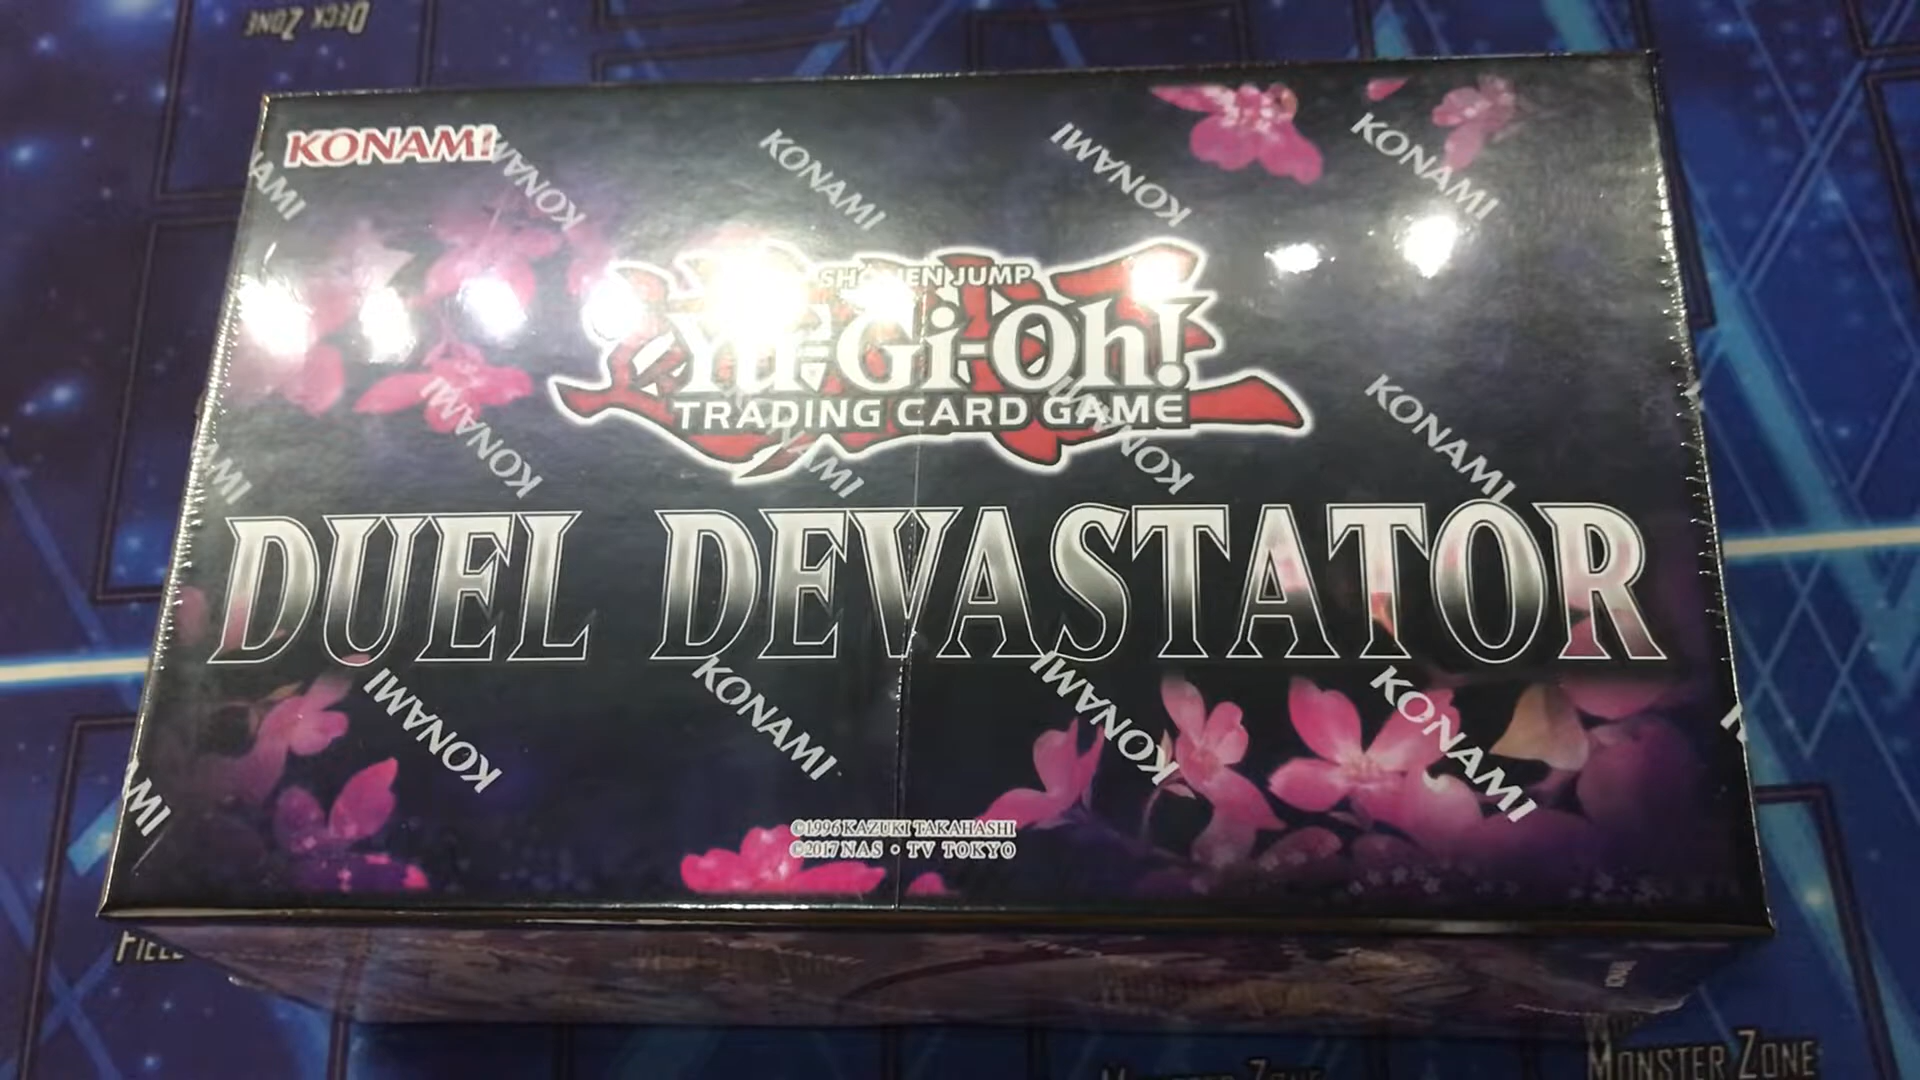 DECK ZONE
KONAMI
KONAMI
KONAMI
KONAMI
KONAMI
SHONEN JUMP
Yu-Gi-Oh!
TRADING CARD GAME
KONAMI
KONAMI
KONAMI
DUEL DEVASTATOR
KONAMI
KONAMI
KONAMI
KONAMI
©1996 KAZUKI TAKAHASHI
©2017 NAS • TV TOKYO
MONSTER ZONE